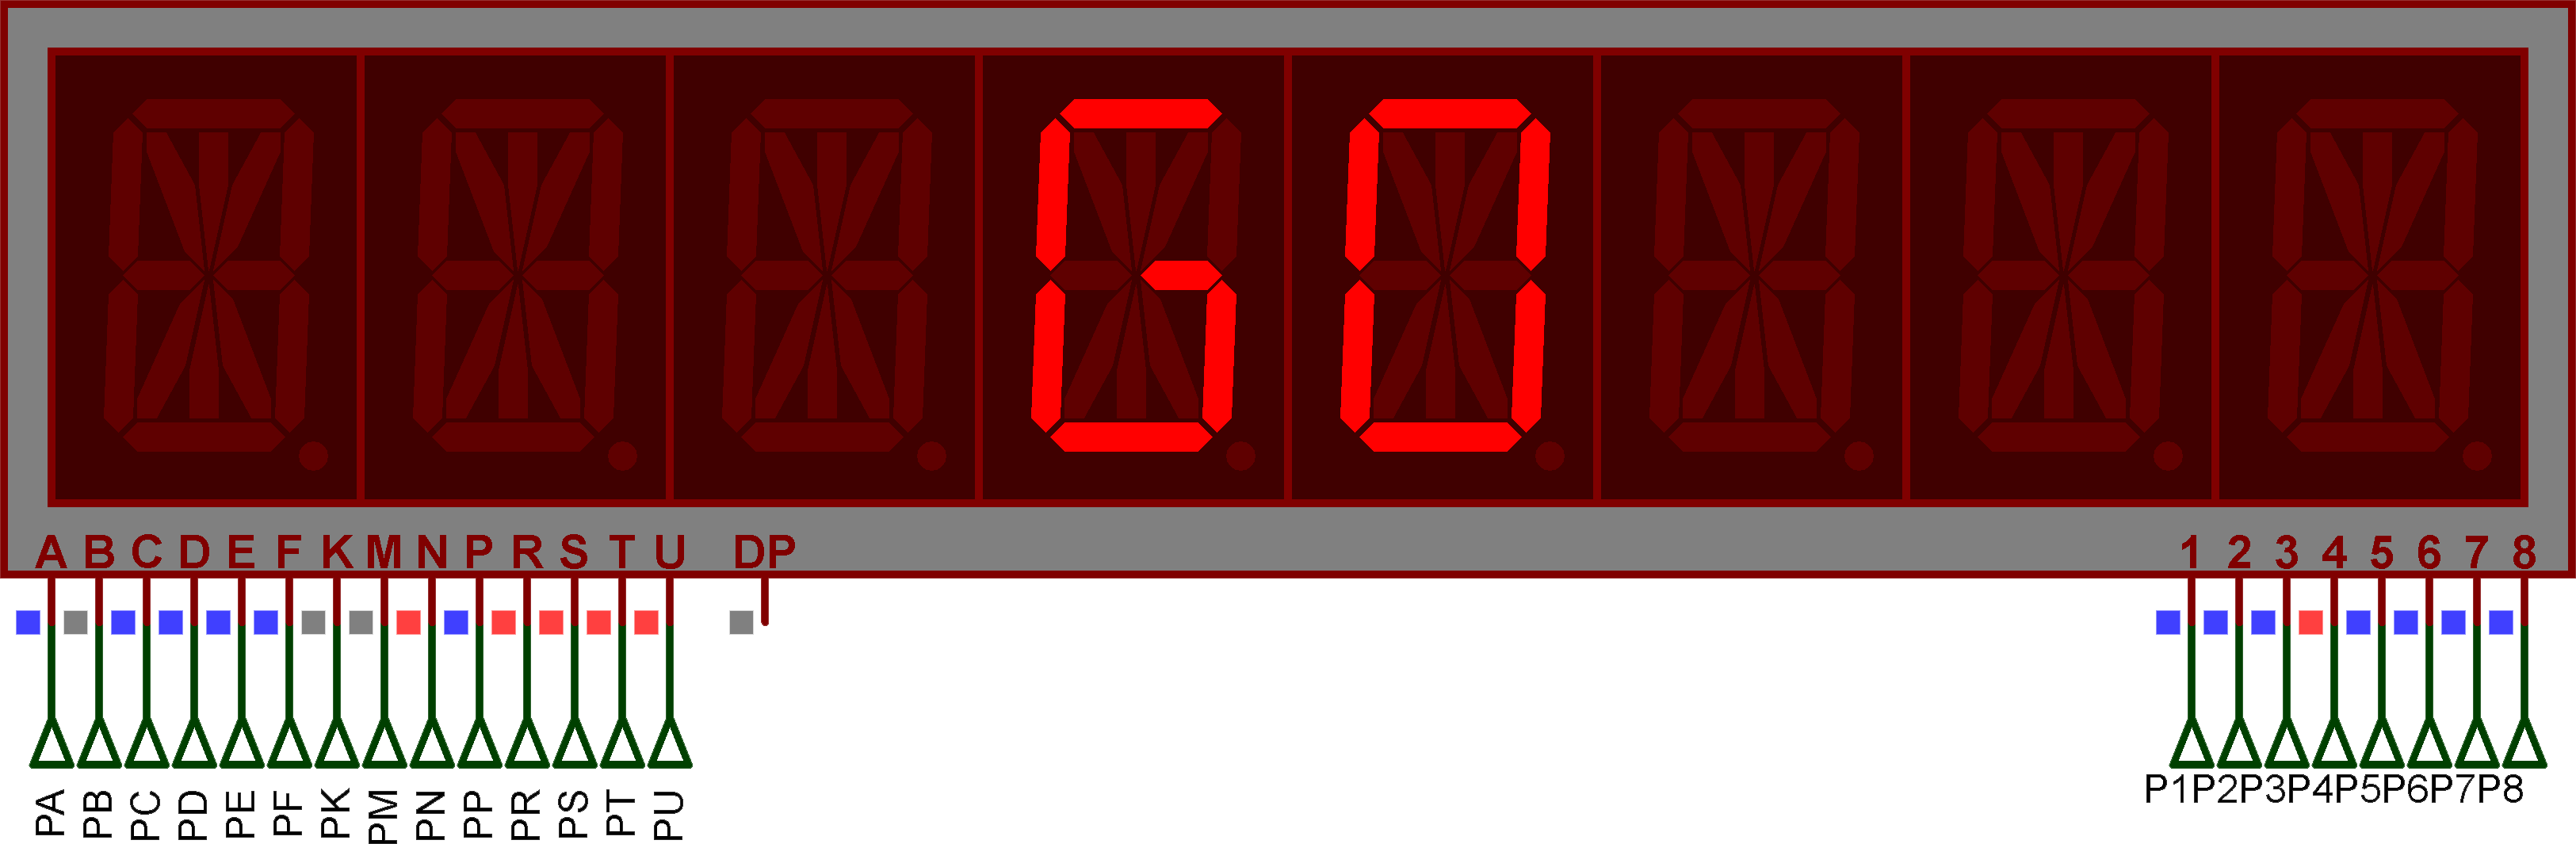 GO
A B C D E F K M N P R S T U DP 1 2 3 4 5 6 7 8
PA PB PC PD PE PF PK PM PN PP PR PS PT PU P1 P2 P3 P4 P5 P6 P7 P8